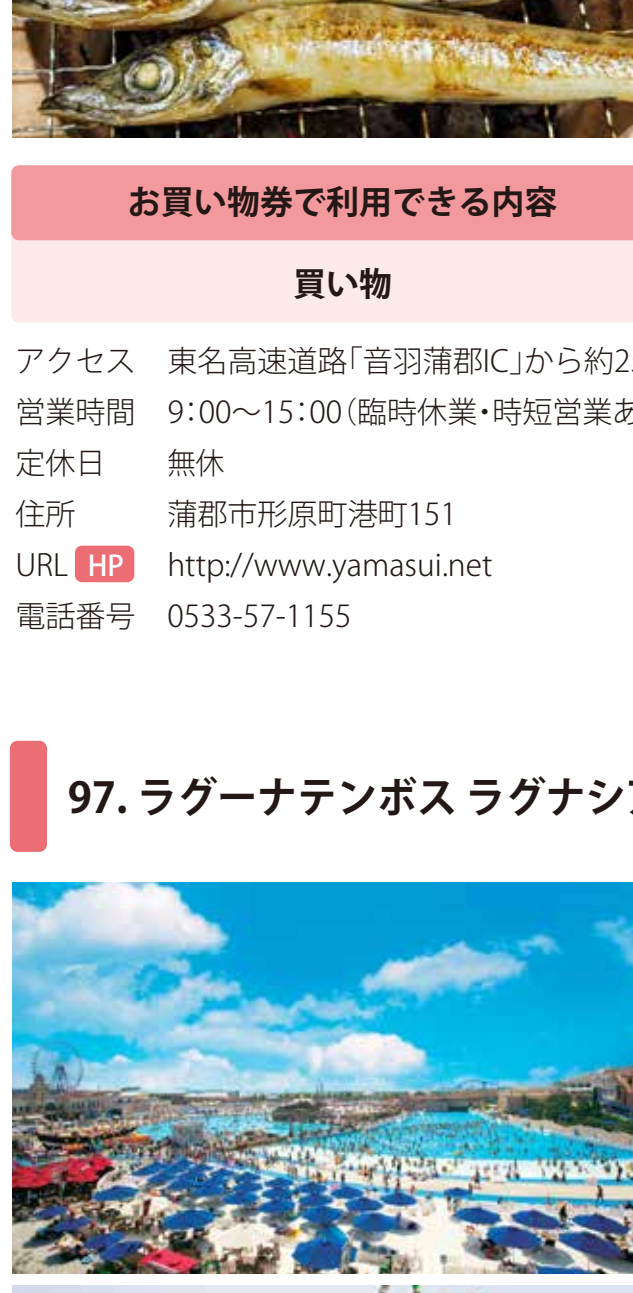 お買い物券で利用できる内容
買い物
アクセス 東名高速道路「音羽蒲郡IC」から約2
営業時間 9:00～15:00（臨時休業・時短営業あ
定休日 無休
住所 蒲郡市形原町港町151
URL HP http://www.yamasui.net
電話番号 0533-57-1155
97. ラグーナテンボス ラグナシア